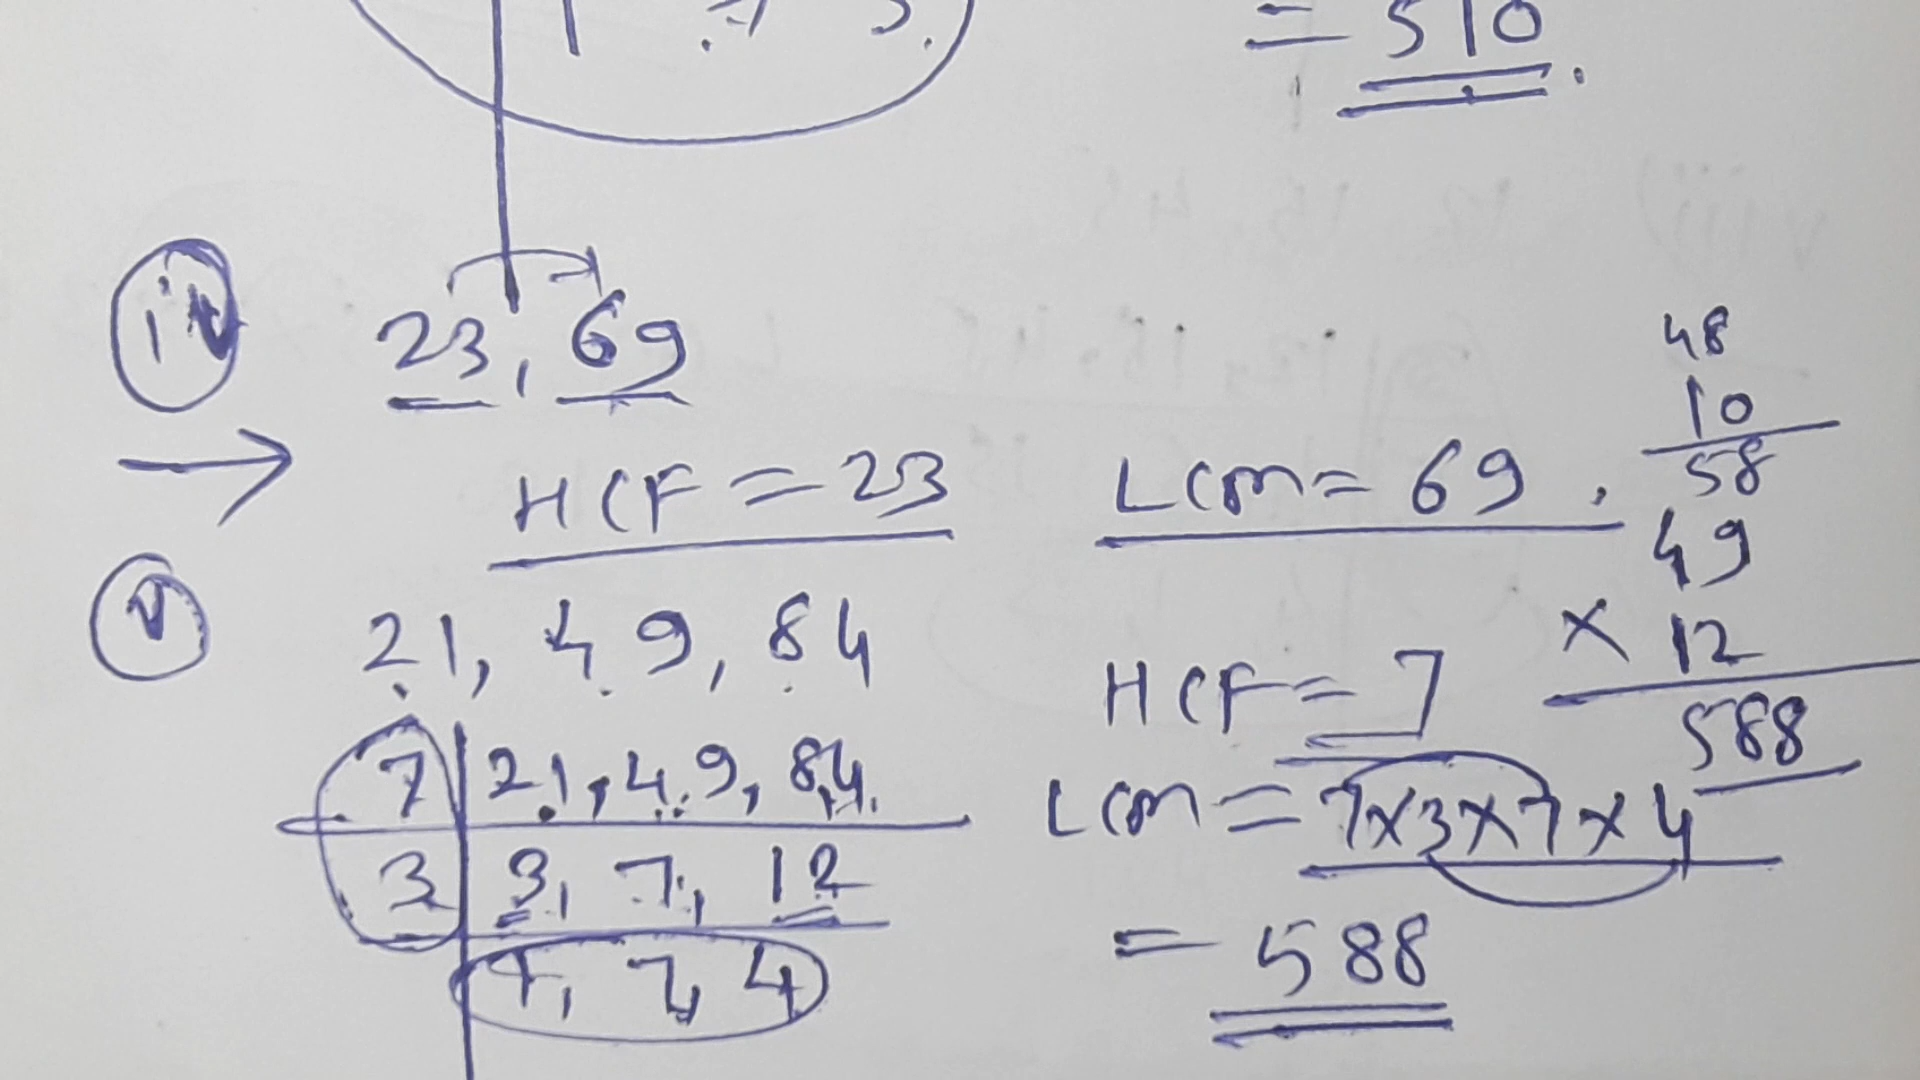 = 510.
iv 23, 69
48
10
58
→ HCF = 23 LCM = 69.
v 21, 49, 84
49
× 12
588
HCF = 7
7 | 21, 49, 84
LCM = 7×3×7×4
3 | 3, 7, 12
= 588
1, 7, 4